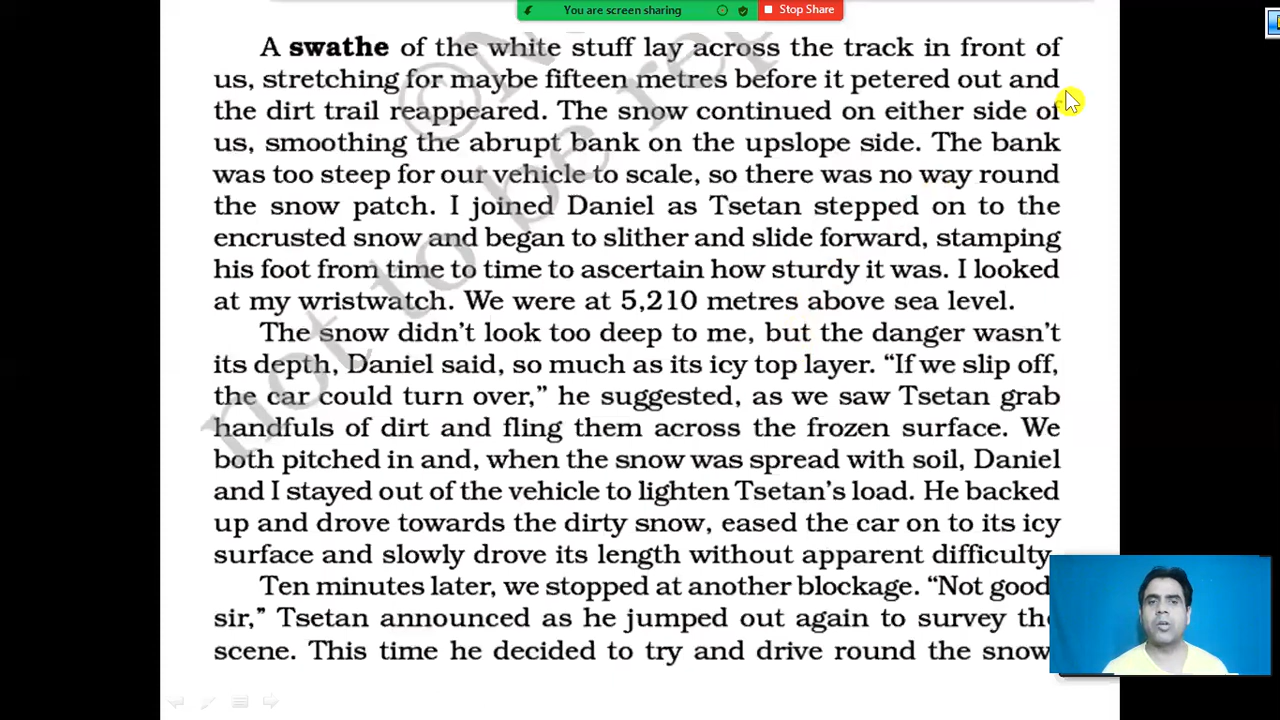 You are screen sharing
Stop Share
A swathe of the white stuff lay across the track in front of
us, stretching for maybe fifteen metres before it petered out and
the dirt trail reappeared. The snow continued on either side of
us, smoothing the abrupt bank on the upslope side. The bank
was too steep for our vehicle to scale, so there was no way round
the snow patch. I joined Daniel as Tsetan stepped on to the
encrusted snow and began to slither and slide forward, stamping
his foot from time to time to ascertain how sturdy it was. I looked
at my wristwatch. We were at 5,210 metres above sea level.
The snow didn't look too deep to me, but the danger wasn't
its depth, Daniel said, so much as its icy top layer. “If we slip off,
the car could turn over,” he suggested, as we saw Tsetan grab
handfuls of dirt and fling them across the frozen surface. We
both pitched in and, when the snow was spread with soil, Daniel
and I stayed out of the vehicle to lighten Tsetan's load. He backed
up and drove towards the dirty snow, eased the car on to its icy
surface and slowly drove its length without apparent difficulty
Ten minutes later, we stopped at another blockage. “Not good
sir,” Tsetan announced as he jumped out again to survey the
scene. This time he decided to try and drive round the snow
not to be rep
©N